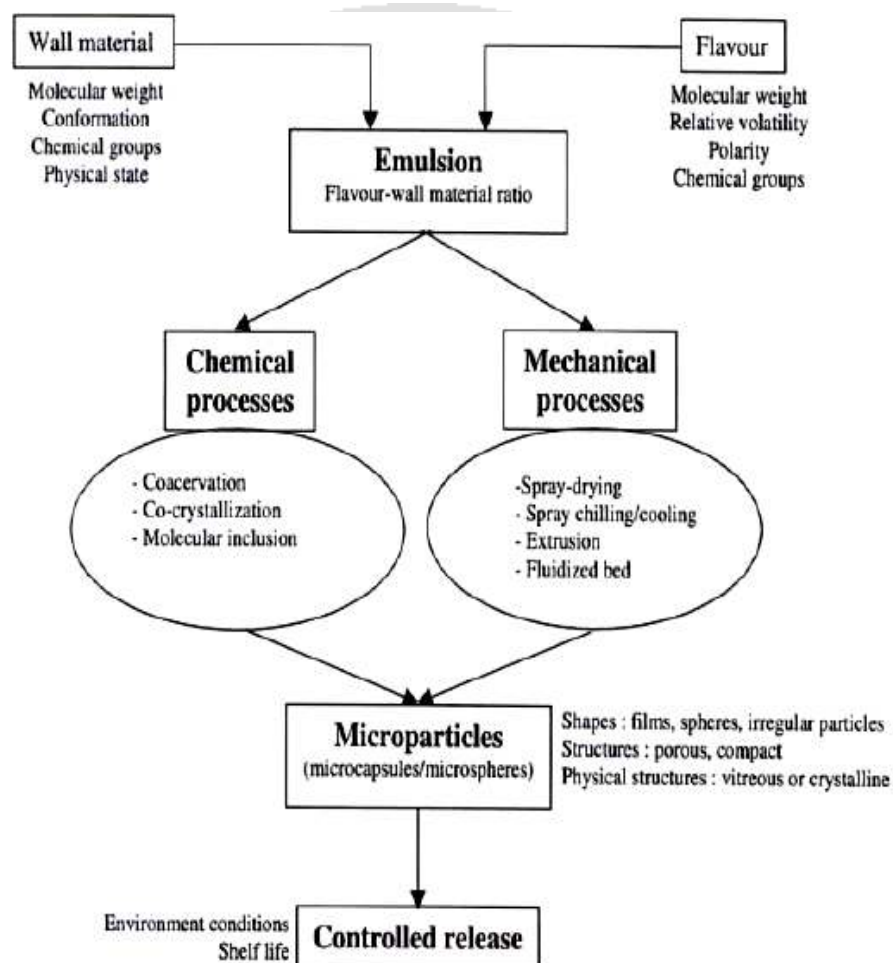 Wall material
Flavour
Molecular weight
Conformation
Chemical groups
Physical state
Molecular weight
Relative volatility
Polarity
Chemical groups
Emulsion
Flavour-wall material ratio
Chemical
processes
Mechanical
processes
- Coacervation
- Co-crystallization
- Molecular inclusion
-Spray-drying
- Spray chilling/cooling
- Extrusion
- Fluidized bed
Microparticles
(microcapsules/microspheres)
Shapes : films, spheres, irregular particles
Structures : porous, compact
Physical structures : vitreous or crystalline
Environment conditions
Shelf life
Controlled release